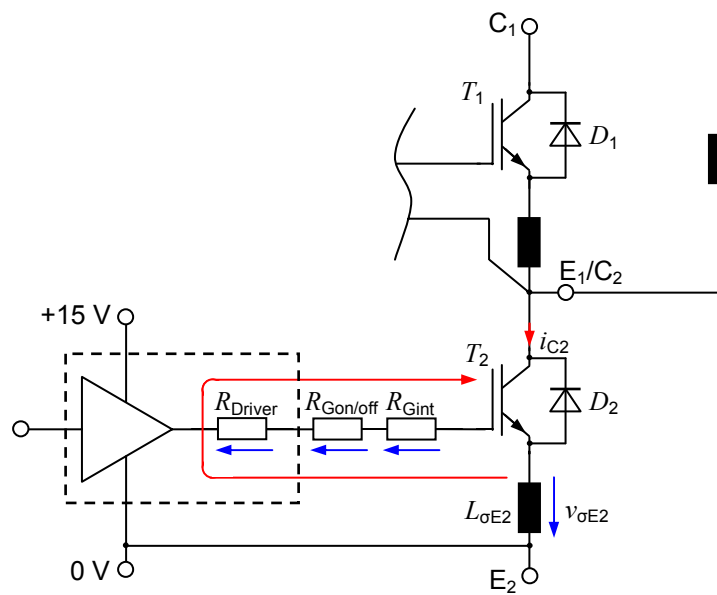 C1
T1
D1
E1/C2
+15 V
T2
iC2
RDriver
RGon/off
RGint
D2
LσE2
vσE2
0 V
E2